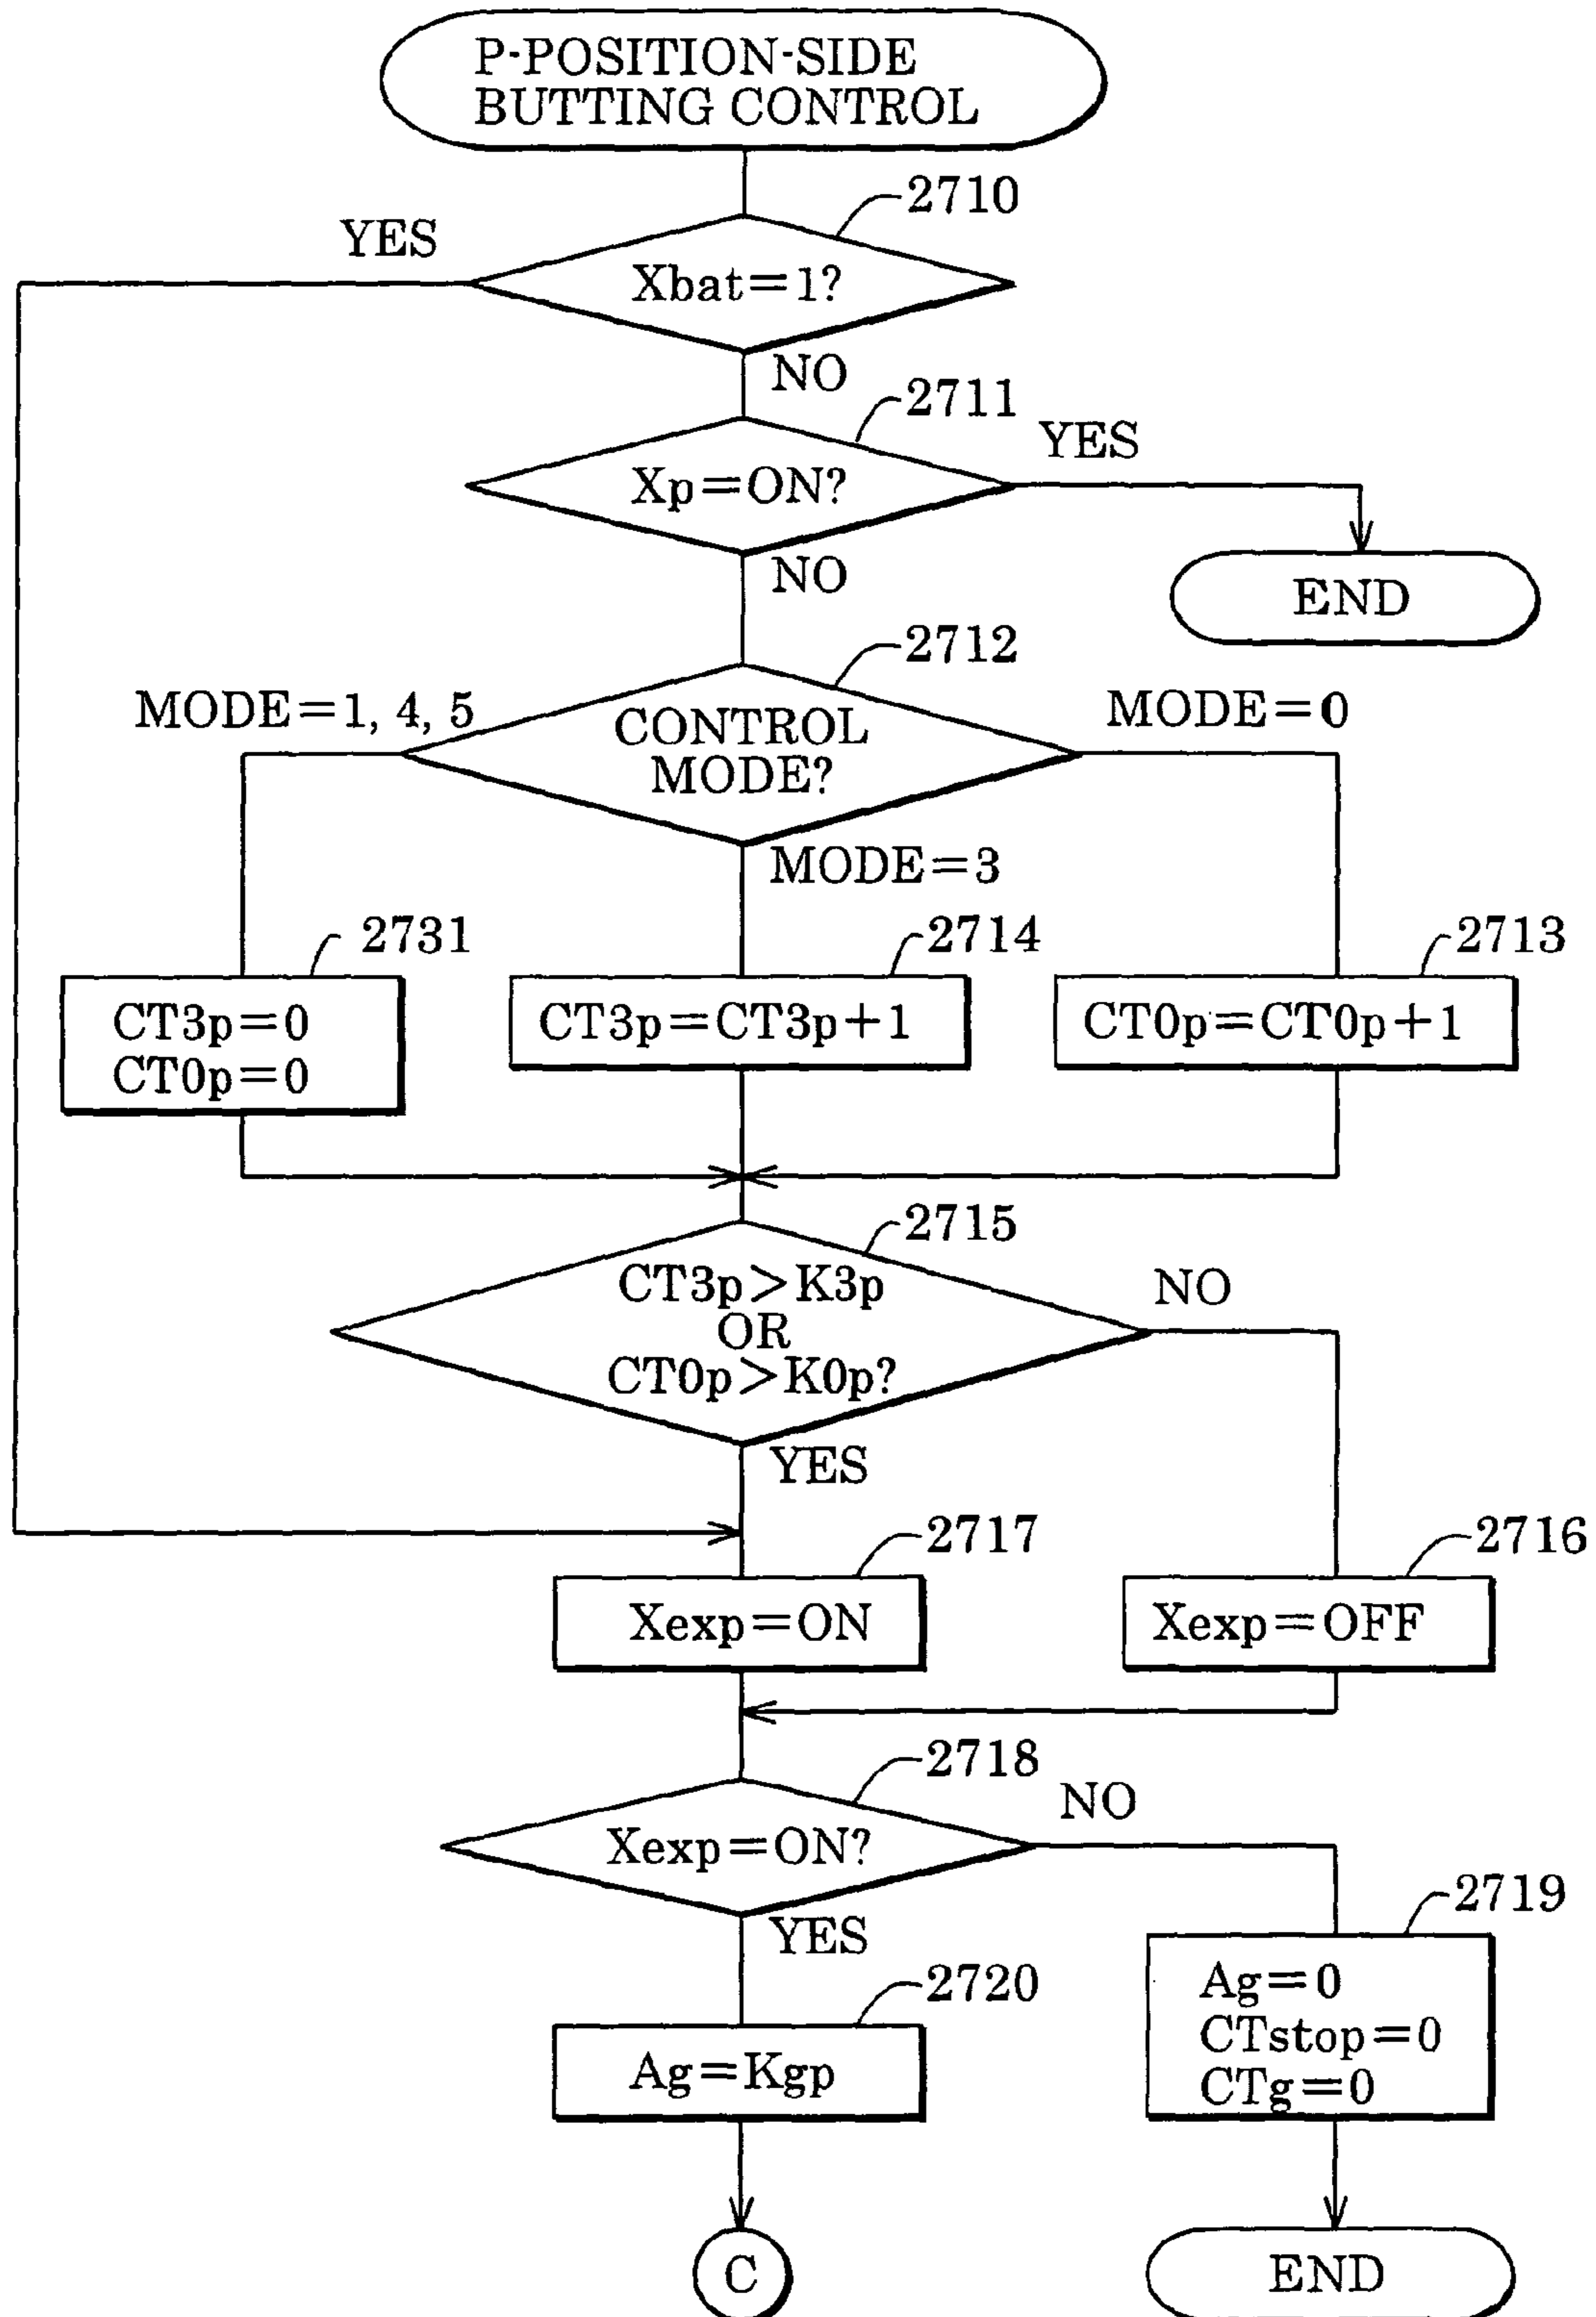 P-POSITION-SIDE
BUTTING CONTROL
2710
YES
Xbat=1?
NO
2711
YES
Xp=ON?
NO
END
2712
MODE=1, 4, 5
CONTROL
MODE?
MODE=0
MODE=3
2731
2714
2713
CT3p=0
CT0p=0
CT3p=CT3p+1
CT0p=CT0p+1
2715
CT3p>K3p
OR
CT0p>K0p?
NO
YES
2717
2716
Xexp=ON
Xexp=OFF
2718
NO
Xexp=ON?
YES
2719
2720
Ag=0
CTstop=0
CTg=0
Ag=Kgp
C
END